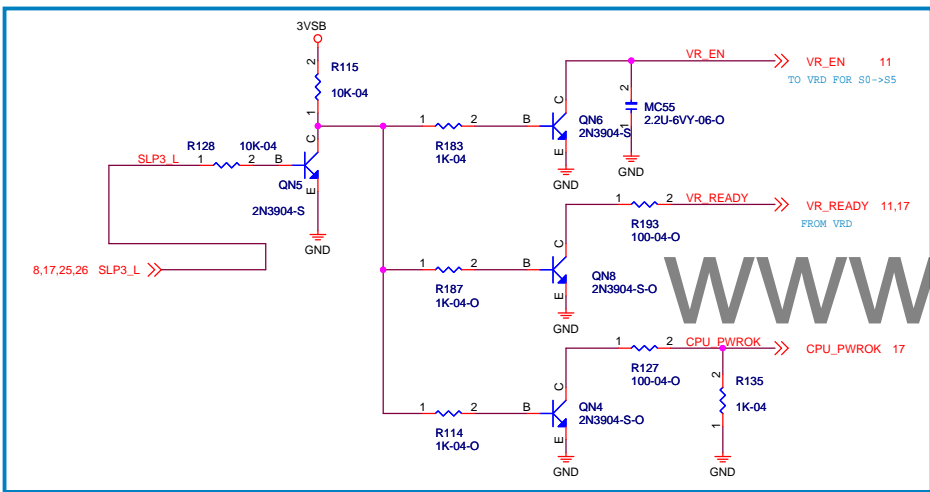 3VSB
2
R115
10K-04
1
R128 10K-04
SLP3_L 1 2 B
C
QN5
E
2N3904-S
GND
8,17,25,26 SLP3_L
1 2
R183
1K-04
B
C
QN6
2N3904-S
E
GND
VR_EN
VR_EN 11
TO VRD FOR S0->S5
2
MC55
2.2U-6VY-06-O
1
GND
1 2
R187
1K-04-O
B
C
QN8
2N3904-S-O
E
GND
1 2 VR_READY
R193
100-04-O
VR_READY 11,17
FROM VRD
WWW
1 2
R114
1K-04-O
B
C
QN4
2N3904-S-O
E
GND
1 2 CPU_PWROK
R127
100-04-O
CPU_PWROK 17
2
R135
1K-04
1
GND